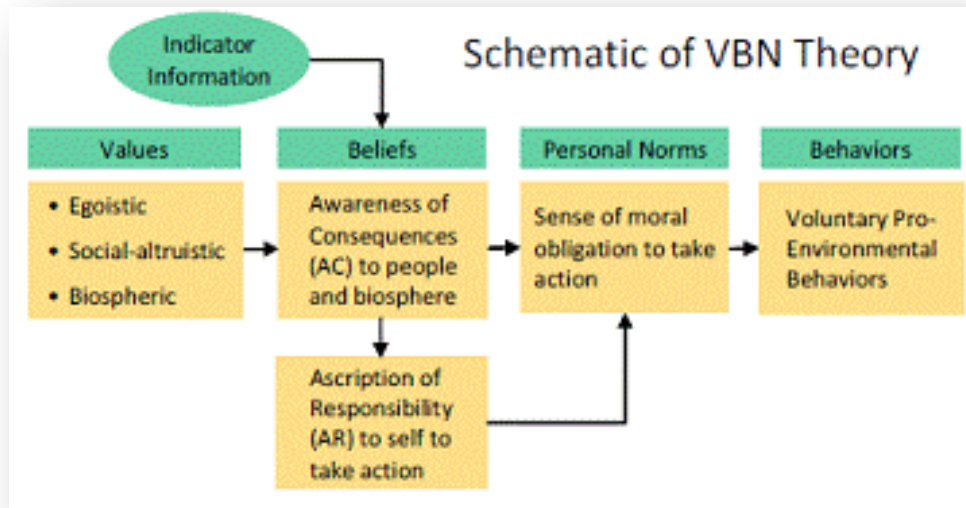 Indicator
Information
Schematic of VBN Theory
Values
Beliefs
Personal Norms
Behaviors
• Egoistic
• Social-altruistic
• Biospheric
Awareness of
Consequences
(AC) to people
and biosphere
Sense of moral
obligation to take
action
Voluntary Pro-
Environmental
Behaviors
Ascription of
Responsibility
(AR) to self to
take action